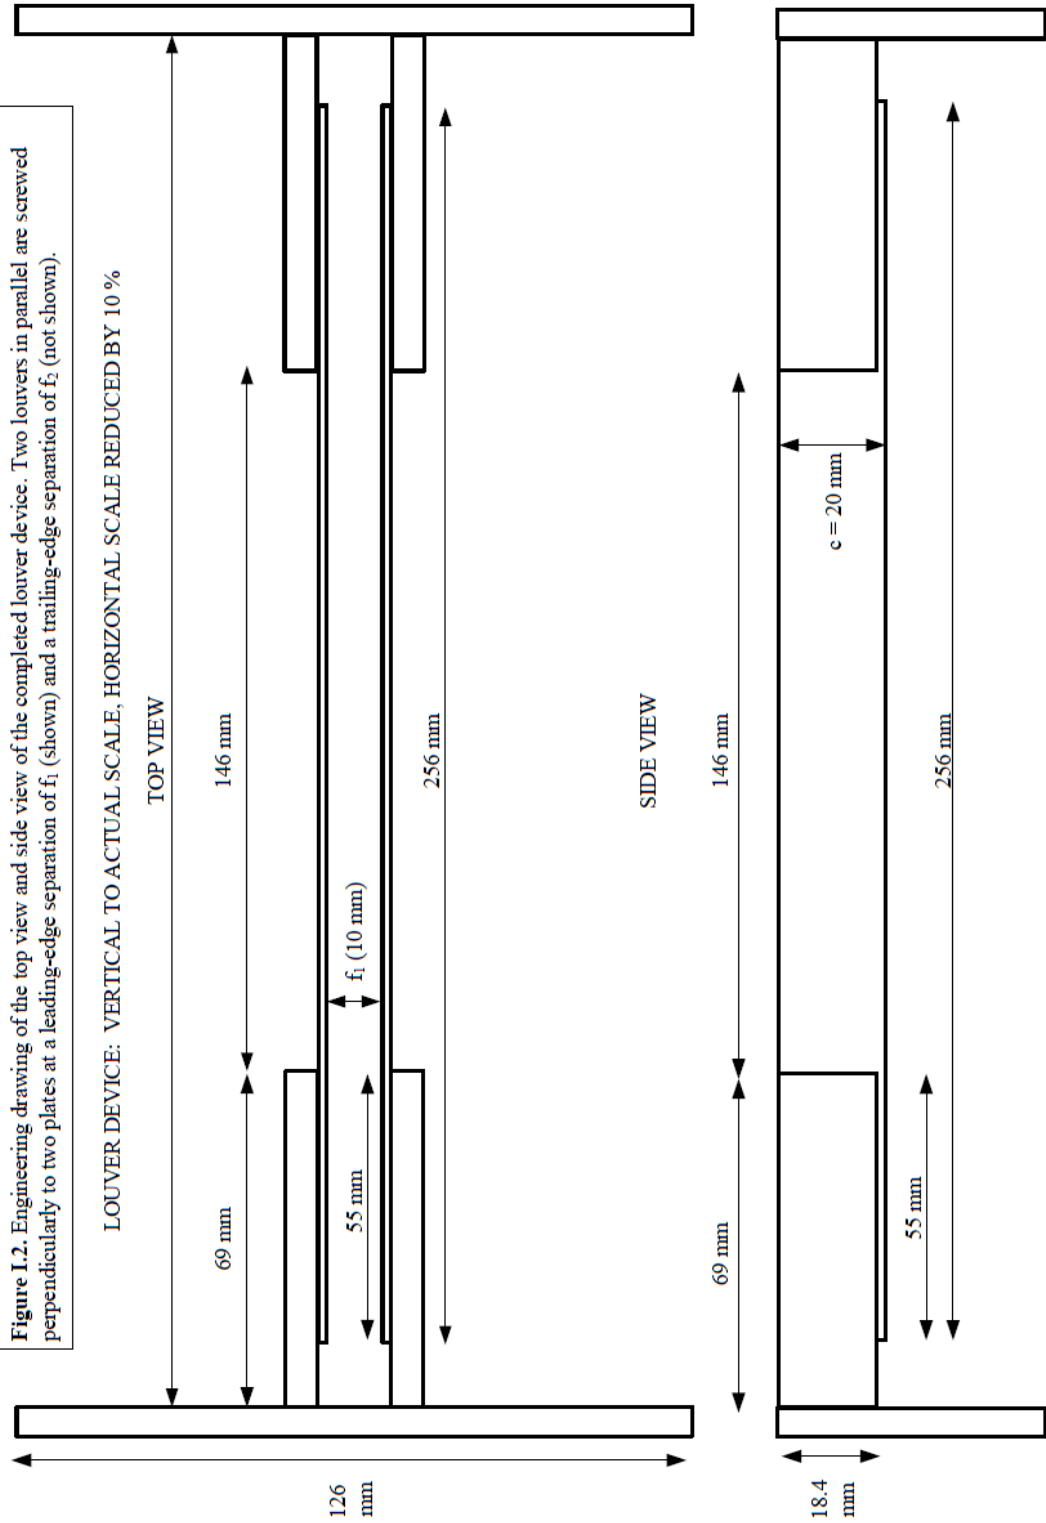 Figure I.2. Engineering drawing of the top view and side view of the completed louver device. Two louvers in parallel are screwed
perpendicularly to two plates at a leading-edge separation of f₁ (shown) and a trailing-edge separation of f₂ (not shown).
LOUVER DEVICE: VERTICAL TO ACTUAL SCALE, HORIZONTAL SCALE REDUCED BY 10 %
TOP VIEW
69 mm
146 mm
126
mm
f₁ (10 mm)
55 mm
256 mm
SIDE VIEW
69 mm
146 mm
18.4
mm
c = 20 mm
55 mm
256 mm